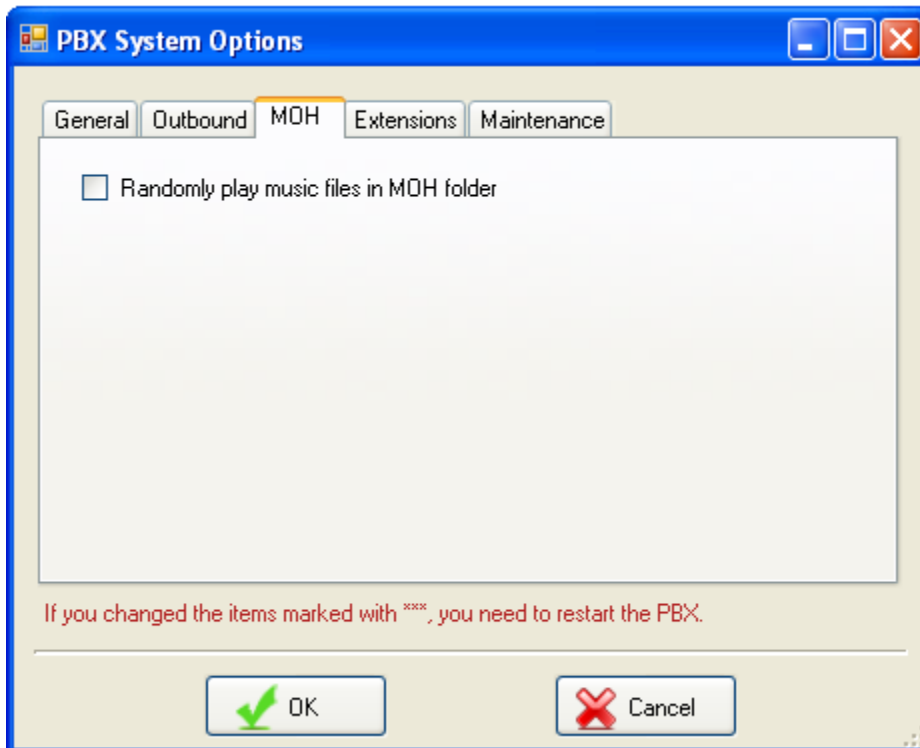 PBX System Options
General Outbound MOH Extensions Maintenance
Randomly play music files in MOH folder
If you changed the items marked with ***, you need to restart the PBX.
OK Cancel